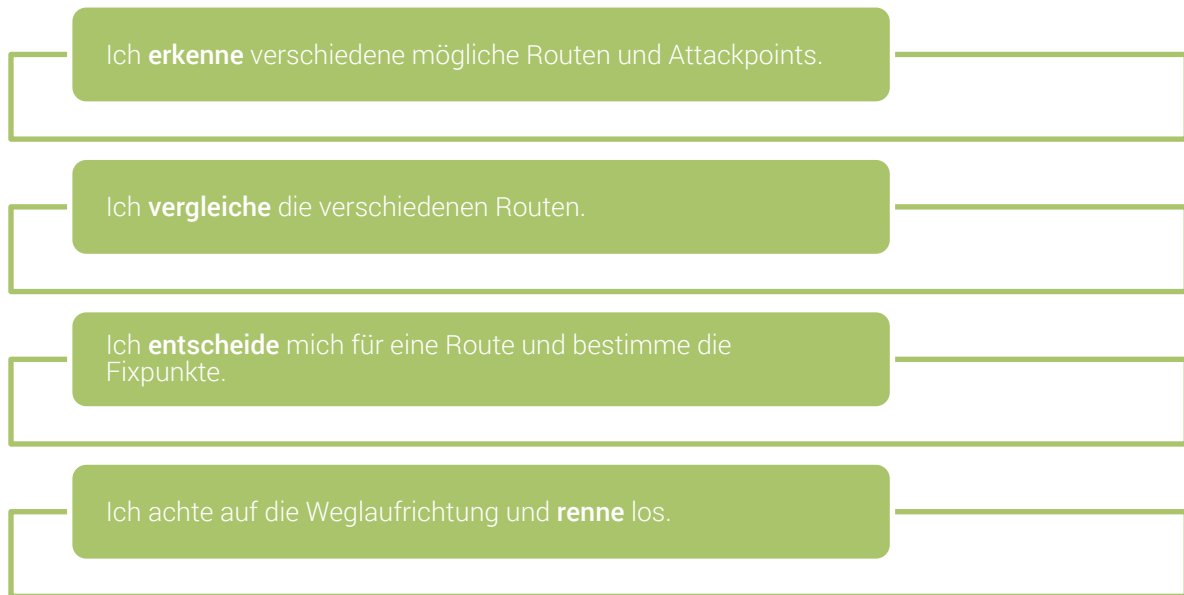 Ich erkenne verschiedene mögliche Routen und Attackpoints.
Ich vergleiche die verschiedenen Routen.
Ich entscheide mich für eine Route und bestimme die
Fixpunkte.
Ich achte auf die Weglaufrichtung und renne los.